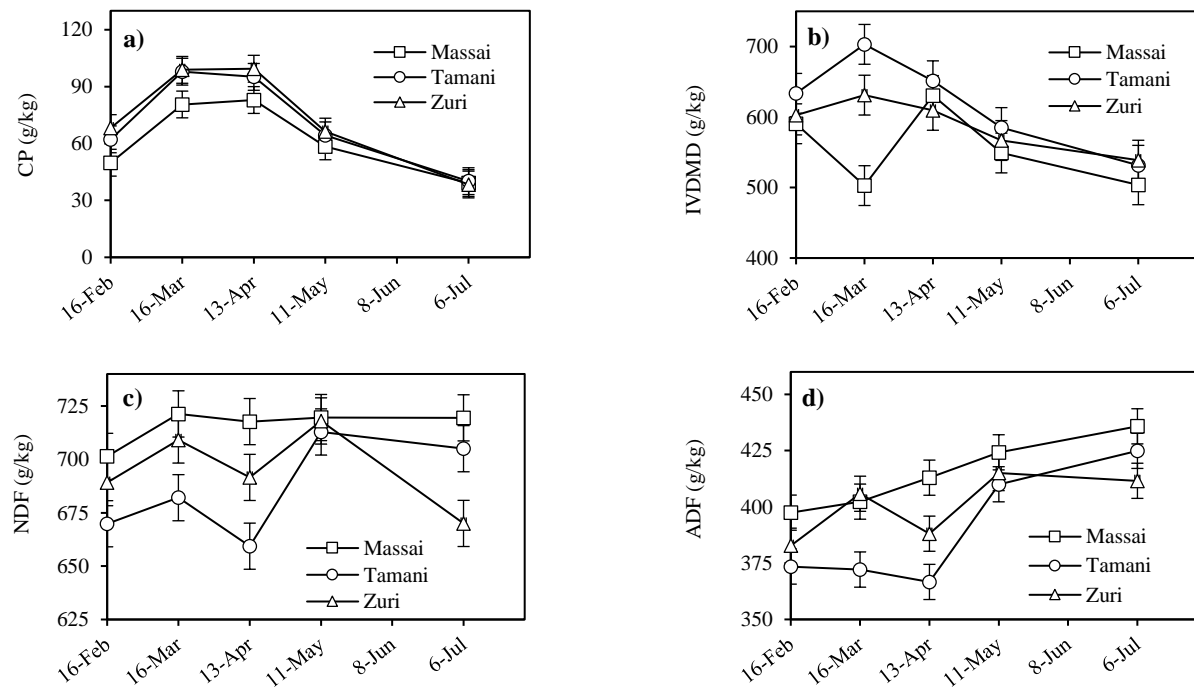 a)
CP (g/kg)
120
90
60
30
0
Massai
Tamani
Zuri
16-Feb
16-Mar
13-Apr
11-May
8-Jun
6-Jul
b)
IVDMD (g/kg)
700
600
500
400
Massai
Tamani
Zuri
16-Feb
16-Mar
13-Apr
11-May
8-Jun
6-Jul
c)
NDF (g/kg)
725
700
675
650
625
Massai
Tamani
Zuri
16-Feb
16-Mar
13-Apr
11-May
8-Jun
6-Jul
d)
ADF (g/kg)
450
425
400
375
350
Massai
Tamani
Zuri
16-Feb
16-Mar
13-Apr
11-May
8-Jun
6-Jul